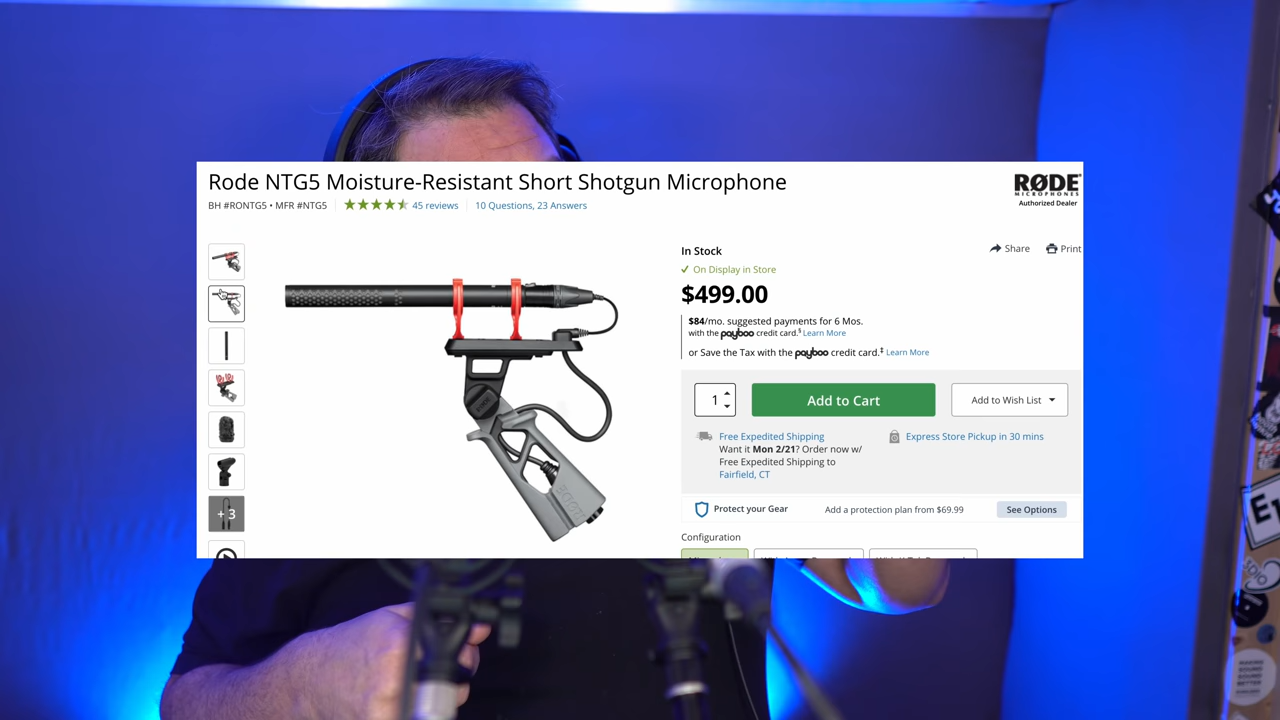 Rode NTG5 Moisture-Resistant Short Shotgun Microphone
BH #RONTG5 • MFR #NTG5
45 reviews
10 Questions, 23 Answers
RØDE
MICROPHONES
Authorized Dealer
In Stock
Share
Print
✓ On Display in Store
$499.00
$84/mo. suggested payments for 6 Mos.
with the payboo credit card.§ Learn More
or Save the Tax with the payboo credit card.‡ Learn More
1
Add to Cart
Add to Wish List
Free Expedited Shipping
Want it Mon 2/21? Order now w/
Free Expedited Shipping to
Fairfield, CT
Express Store Pickup in 30 mins
+ 3
RØDE
Protect your Gear
Add a protection plan from $69.99
See Options
Configuration
MAKING
SOUND
SOUND
BETTER